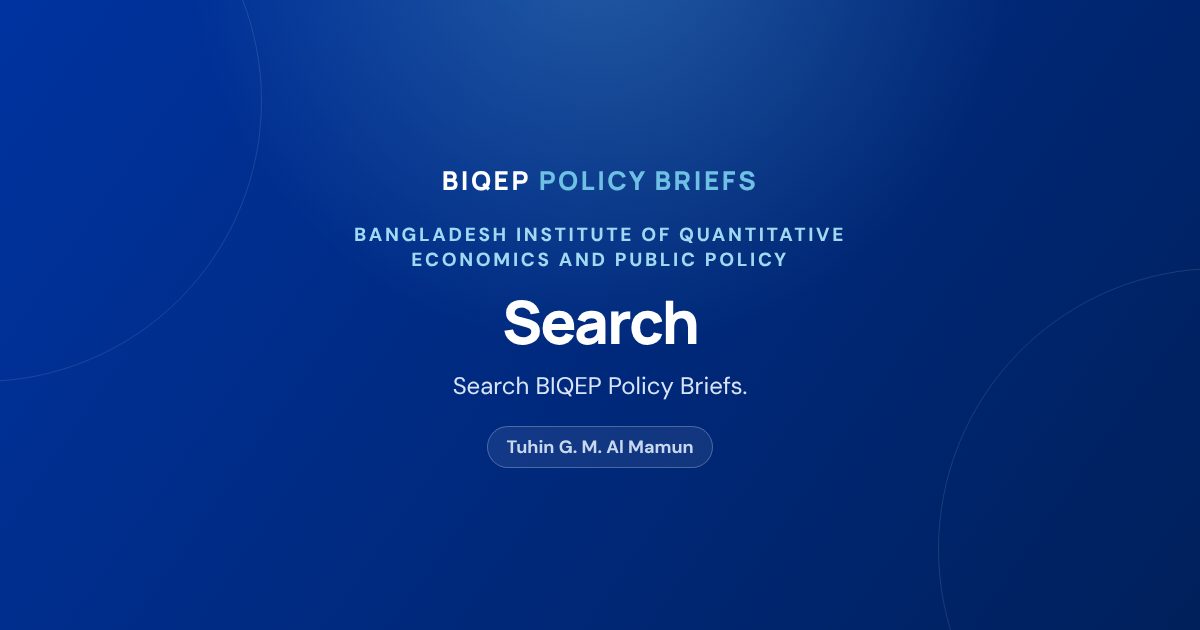 BIQEP POLICY BRIEFS
BANGLADESH INSTITUTE OF QUANTITATIVE
ECONOMICS AND PUBLIC POLICY
Search
Search BIQEP Policy Briefs.
Tuhin G. M. Al Mamun